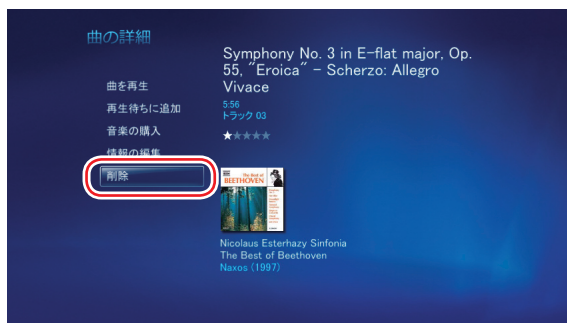 曲の詳細
曲を再生
再生待ちに追加
音楽の購入
情報の編集
削除
Symphony No. 3 in E-flat major, Op.
55, "Eroica" - Scherzo: Allegro
Vivace
5:56
トラック 03
The Best of
BEETHOVEN
Nicolaus Esterhazy Sinfonia
The Best of Beethoven
Naxos (1997)